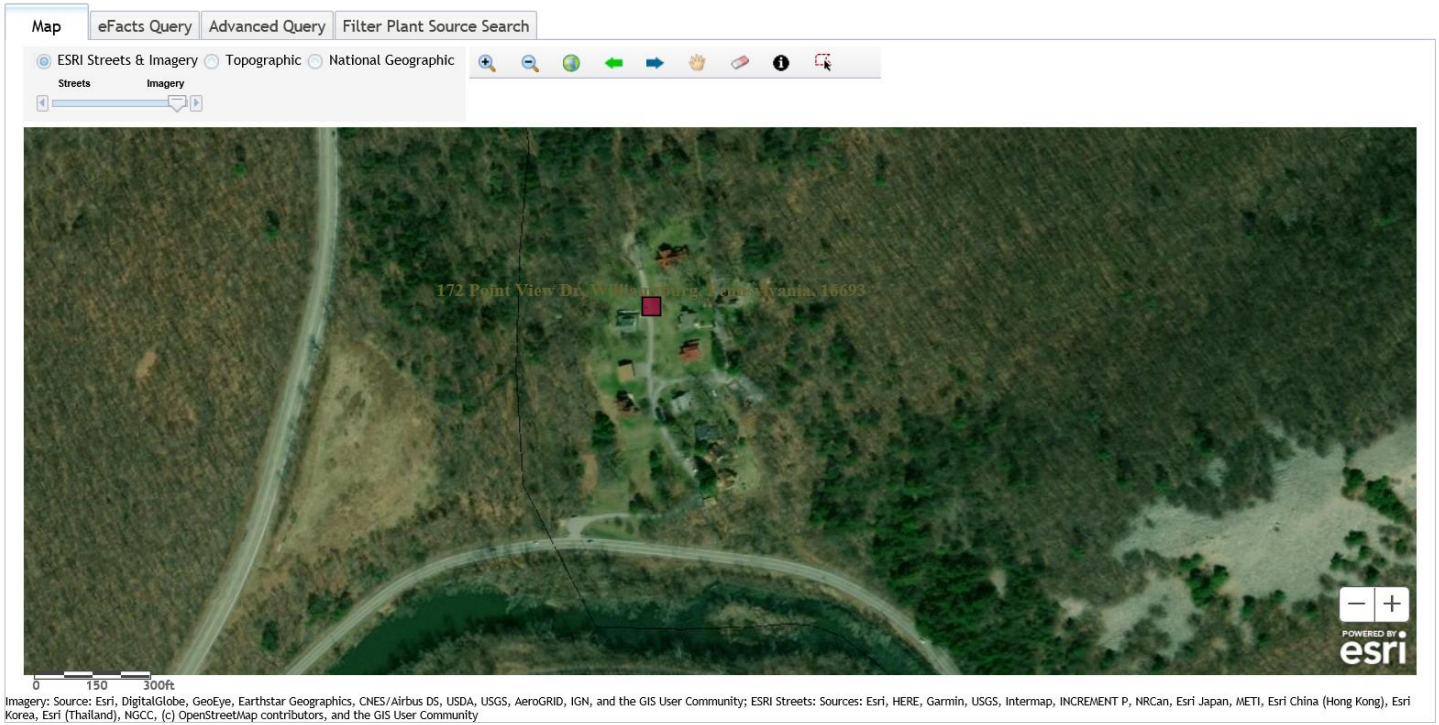 Map eFacts Query Advanced Query Filter Plant Source Search
ESRI Streets & Imagery Topographic National Geographic
Streets Imagery
172 Point View Dr, Williamsburg, Pennsylvania, 16693
POWERED BY
esri
0 150 300ft
Imagery: Source: Esri, DigitalGlobe, GeoEye, Earthstar Geographics, CNES/Airbus DS, USDA, USGS, AeroGRID, IGN, and the GIS User Community; ESRI Streets: Sources: Esri, HERE, Garmin, USGS, Intermap, INCREMENT P, NRCan, Esri Japan, METI, Esri China (Hong Kong), Esri
Korea, Esri (Thailand), NGCC, (c) OpenStreetMap contributors, and the GIS User Community